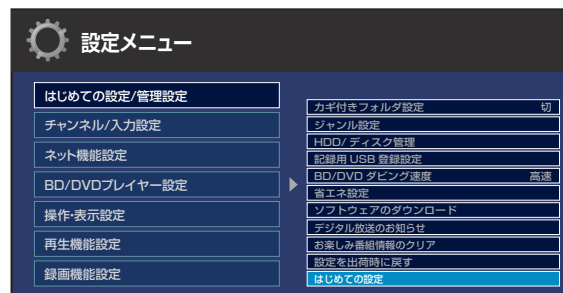 設定メニュー
はじめての設定/管理設定
チャンネル/入力設定
ネット機能設定
BD/DVDプレイヤー設定
操作・表示設定
再生機能設定
録画機能設定
カギ付きフォルダ設定 切
ジャンル設定
HDD/ディスク管理
記録用 USB 登録設定
BD/DVD ダビング速度 高速
省エネ設定
ソフトウェアのダウンロード
デジタル放送のお知らせ
お楽しみ番組情報のクリア
設定を出荷時に戻す
はじめての設定